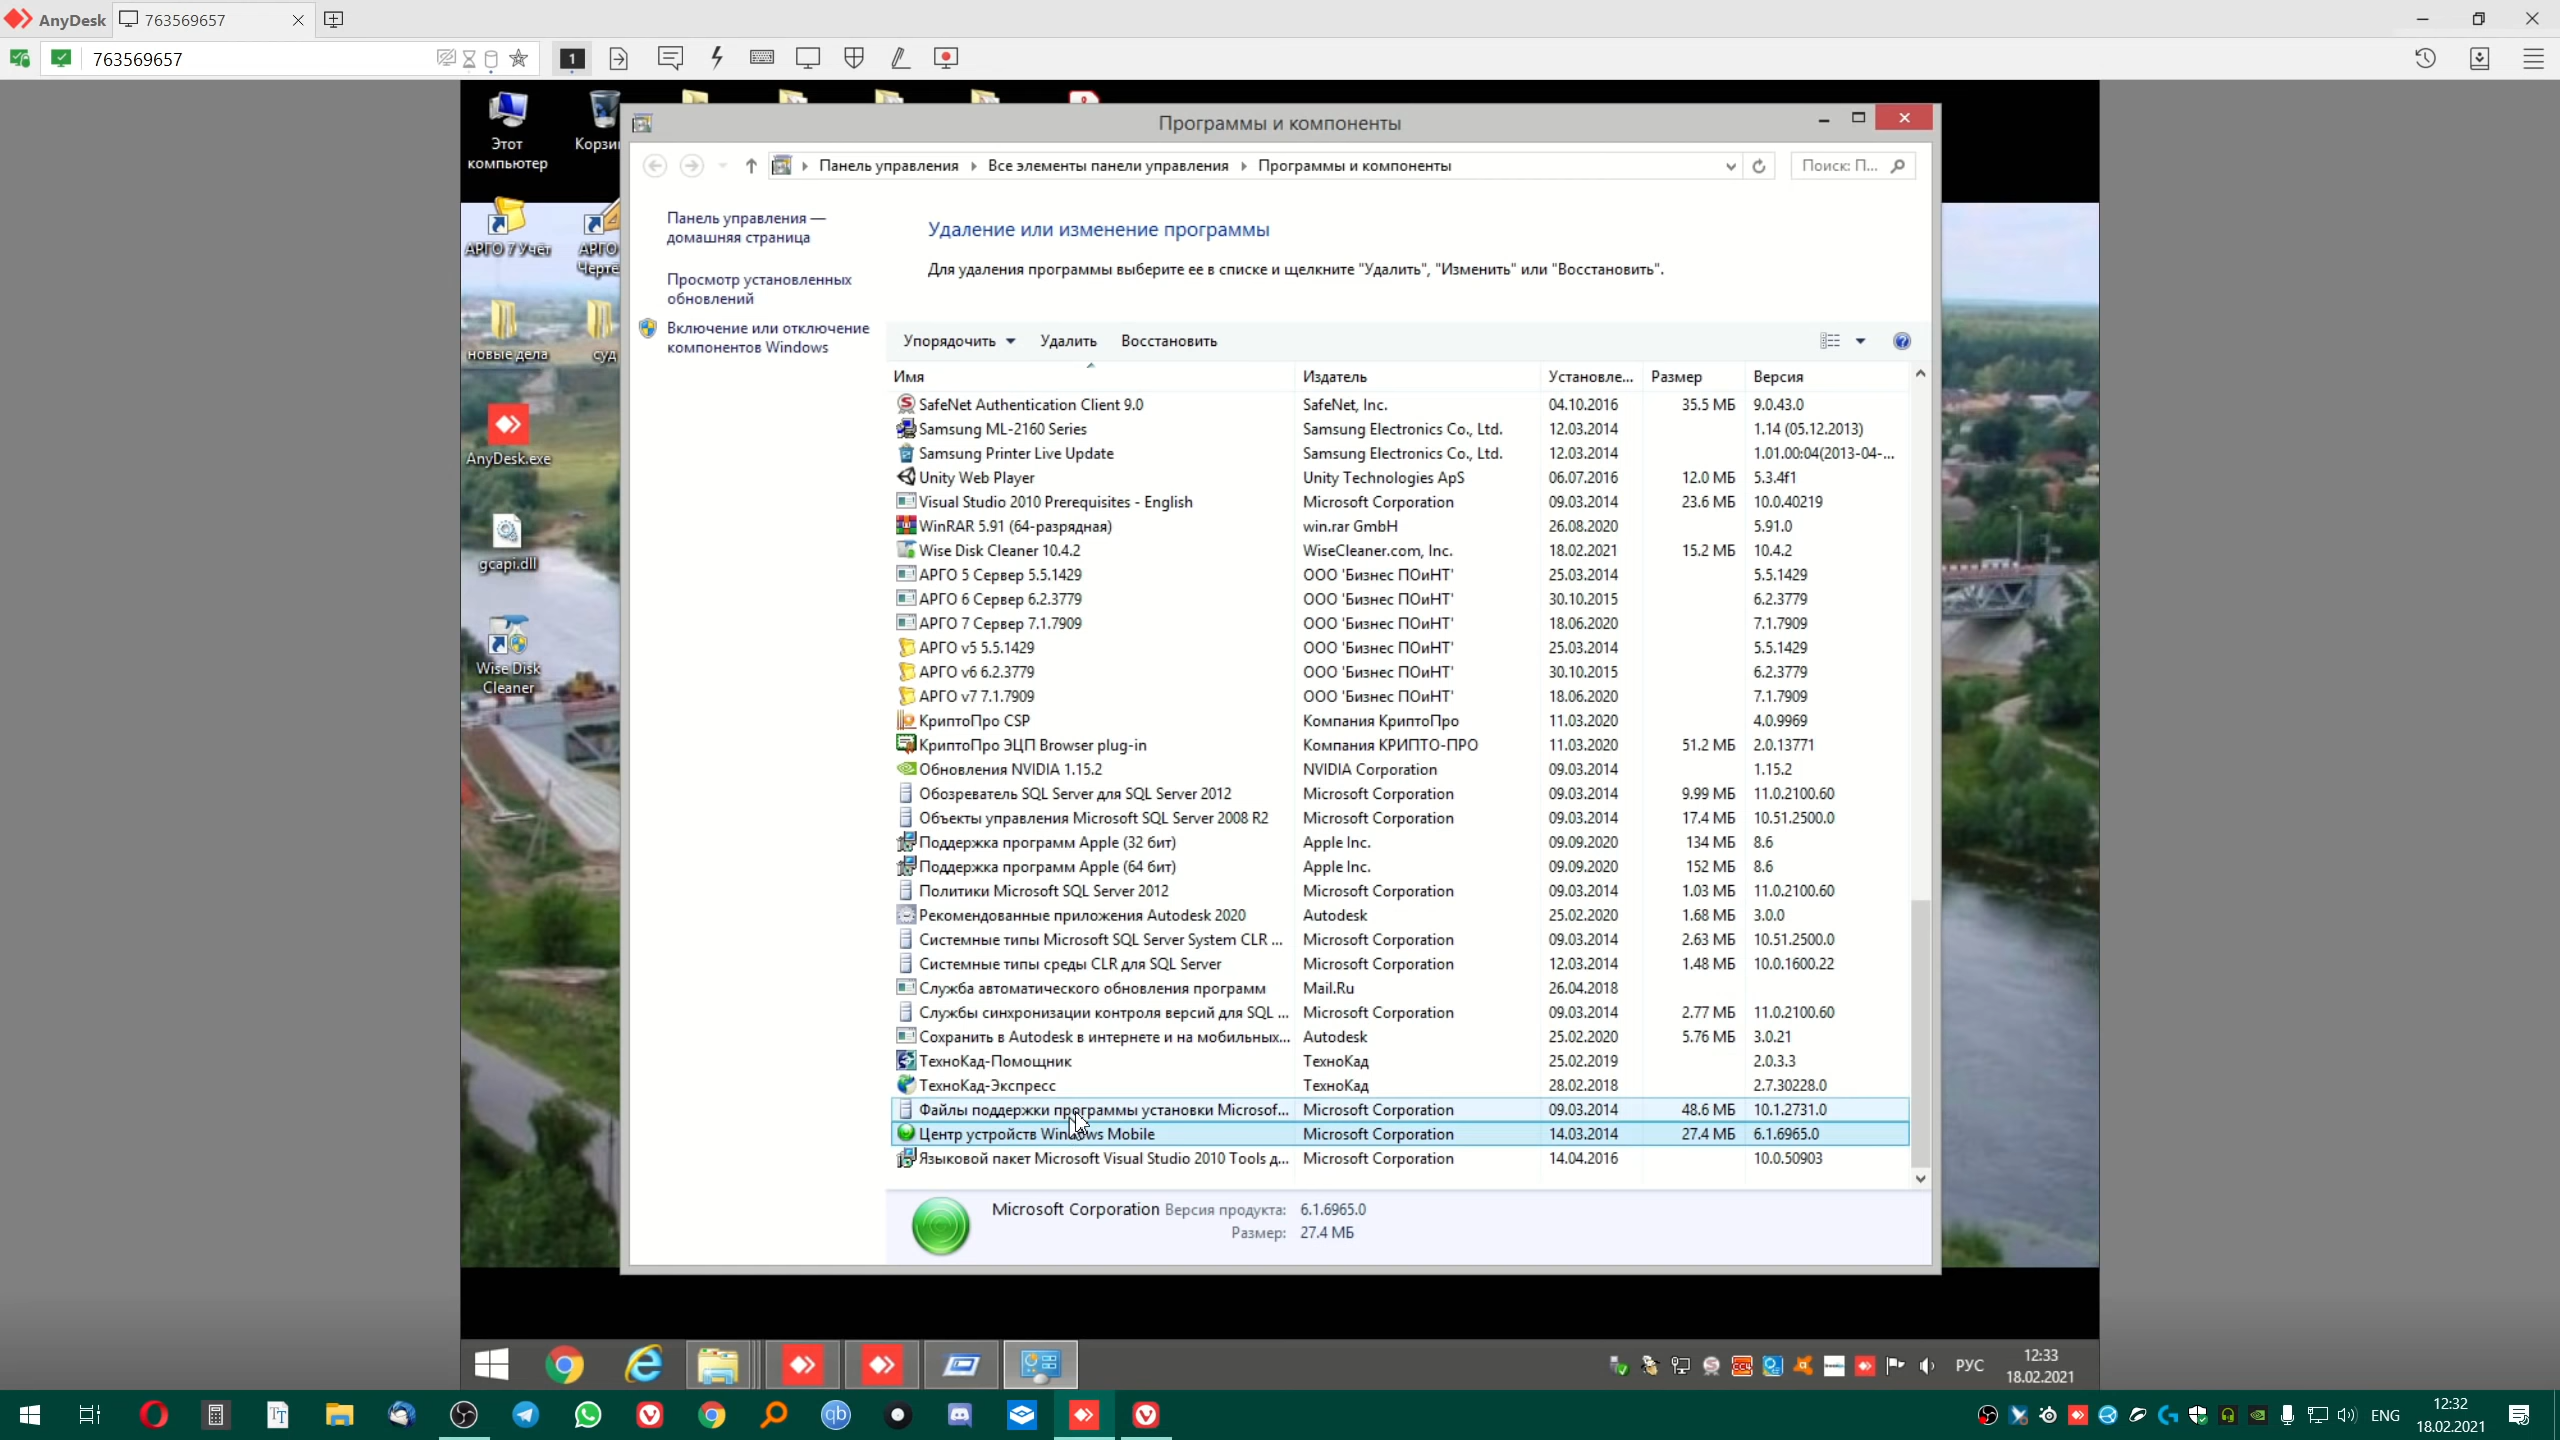 AnyDesk
763569657
763569657
1
Этот компьютер
АРГО 7 Учёт
новые дела
суд
AnyDesk.exe
gcapi.dll
Wise Disk Cleaner
Программы и компоненты
Панель управления
Все элементы панели управления
Программы и компоненты
Поиск: П...
Панель управления —
домашняя страница
Просмотр установленных
обновлений
Включение или отключение
компонентов Windows
Удаление или изменение программы
Для удаления программы выберите ее в списке и щелкните "Удалить", "Изменить" или "Восстановить".
Упорядочить Удалить Восстановить
Имя Издатель Установле... Размер Версия
SafeNet Authentication Client 9.0 SafeNet, Inc. 04.10.2016 35.5 МБ 9.0.43.0
Samsung ML-2160 Series Samsung Electronics Co., Ltd. 12.03.2014 1.14 (05.12.2013)
Samsung Printer Live Update Samsung Electronics Co., Ltd. 12.03.2014 1.01.00:04(2013-04-...
Unity Web Player Unity Technologies ApS 06.07.2016 12.0 МБ 5.3.4f1
Visual Studio 2010 Prerequisites - English Microsoft Corporation 09.03.2014 23.6 МБ 10.0.40219
WinRAR 5.91 (64-разрядная) win.rar GmbH 26.08.2020 5.91.0
Wise Disk Cleaner 10.4.2 WiseCleaner.com, Inc. 18.02.2021 15.2 МБ 10.4.2
АРГО 5 Сервер 5.5.1429 ООО 'Бизнес ПОиНТ' 25.03.2014 5.5.1429
АРГО 6 Сервер 6.2.3779 ООО 'Бизнес ПОиНТ' 30.10.2015 6.2.3779
АРГО 7 Сервер 7.1.7909 ООО 'Бизнес ПОиНТ' 18.06.2020 7.1.7909
АРГО v5 5.5.1429 ООО 'Бизнес ПОиНТ' 25.03.2014 5.5.1429
АРГО v6 6.2.3779 ООО 'Бизнес ПОиНТ' 30.10.2015 6.2.3779
АРГО v7 7.1.7909 ООО 'Бизнес ПОиНТ' 18.06.2020 7.1.7909
КриптоПро CSP Компания КриптоПро 11.03.2020 4.0.9969
КриптоПро ЭЦП Browser plug-in Компания КРИПТО-ПРО 11.03.2020 51.2 МБ 2.0.13771
Обновления NVIDIA 1.15.2 NVIDIA Corporation 09.03.2014 1.15.2
Обозреватель SQL Server для SQL Server 2012 Microsoft Corporation 09.03.2014 9.99 МБ 11.0.2100.60
Объекты управления Microsoft SQL Server 2008 R2 Microsoft Corporation 09.03.2014 17.4 МБ 10.51.2500.0
Поддержка программ Apple (32 бит) Apple Inc. 09.09.2020 134 МБ 8.6
Поддержка программ Apple (64 бит) Apple Inc. 09.09.2020 152 МБ 8.6
Политики Microsoft SQL Server 2012 Microsoft Corporation 09.03.2014 1.03 МБ 11.0.2100.60
Рекомендованные приложения Autodesk 2020 Autodesk 25.02.2020 1.68 МБ 3.0.0
Системные типы Microsoft SQL Server System CLR ... Microsoft Corporation 09.03.2014 2.63 МБ 10.51.2500.0
Системные типы среды CLR для SQL Server Microsoft Corporation 12.03.2014 1.48 МБ 10.0.1600.22
Служба автоматического обновления программ Mail.Ru 26.04.2018
Службы синхронизации контроля версий для SQL ... Microsoft Corporation 09.03.2014 2.77 МБ 11.0.2100.60
Сохранить в Autodesk в интернете и на мобильных... Autodesk 25.02.2020 5.76 МБ 3.0.21
ТехноКад-Помощник ТехноКад 25.02.2019 2.0.3.3
ТехноКад-Экспресс ТехноКад 28.02.2018 2.7.30228.0
Файлы поддержки программы установки Microsof... Microsoft Corporation 09.03.2014 48.6 МБ 10.1.2731.0
Центр устройств Windows Mobile Microsoft Corporation 14.03.2014 27.4 МБ 6.1.6965.0
Языковой пакет Microsoft Visual Studio 2010 Tools д... Microsoft Corporation 14.04.2016 10.0.50903
Microsoft Corporation Версия продукта: 6.1.6965.0
Размер: 27.4 МБ
РУС
12:33
18.02.2021
ENG
12:32
18.02.2021